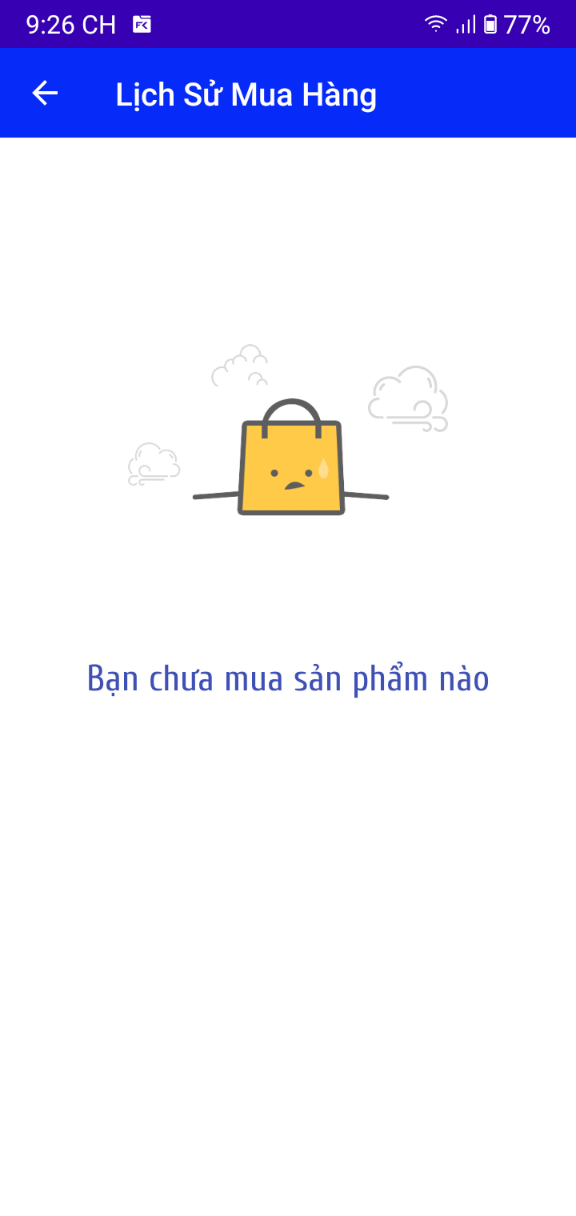 9:26 CH
77%
Lịch Sử Mua Hàng
Bạn chưa mua sản phẩm nào